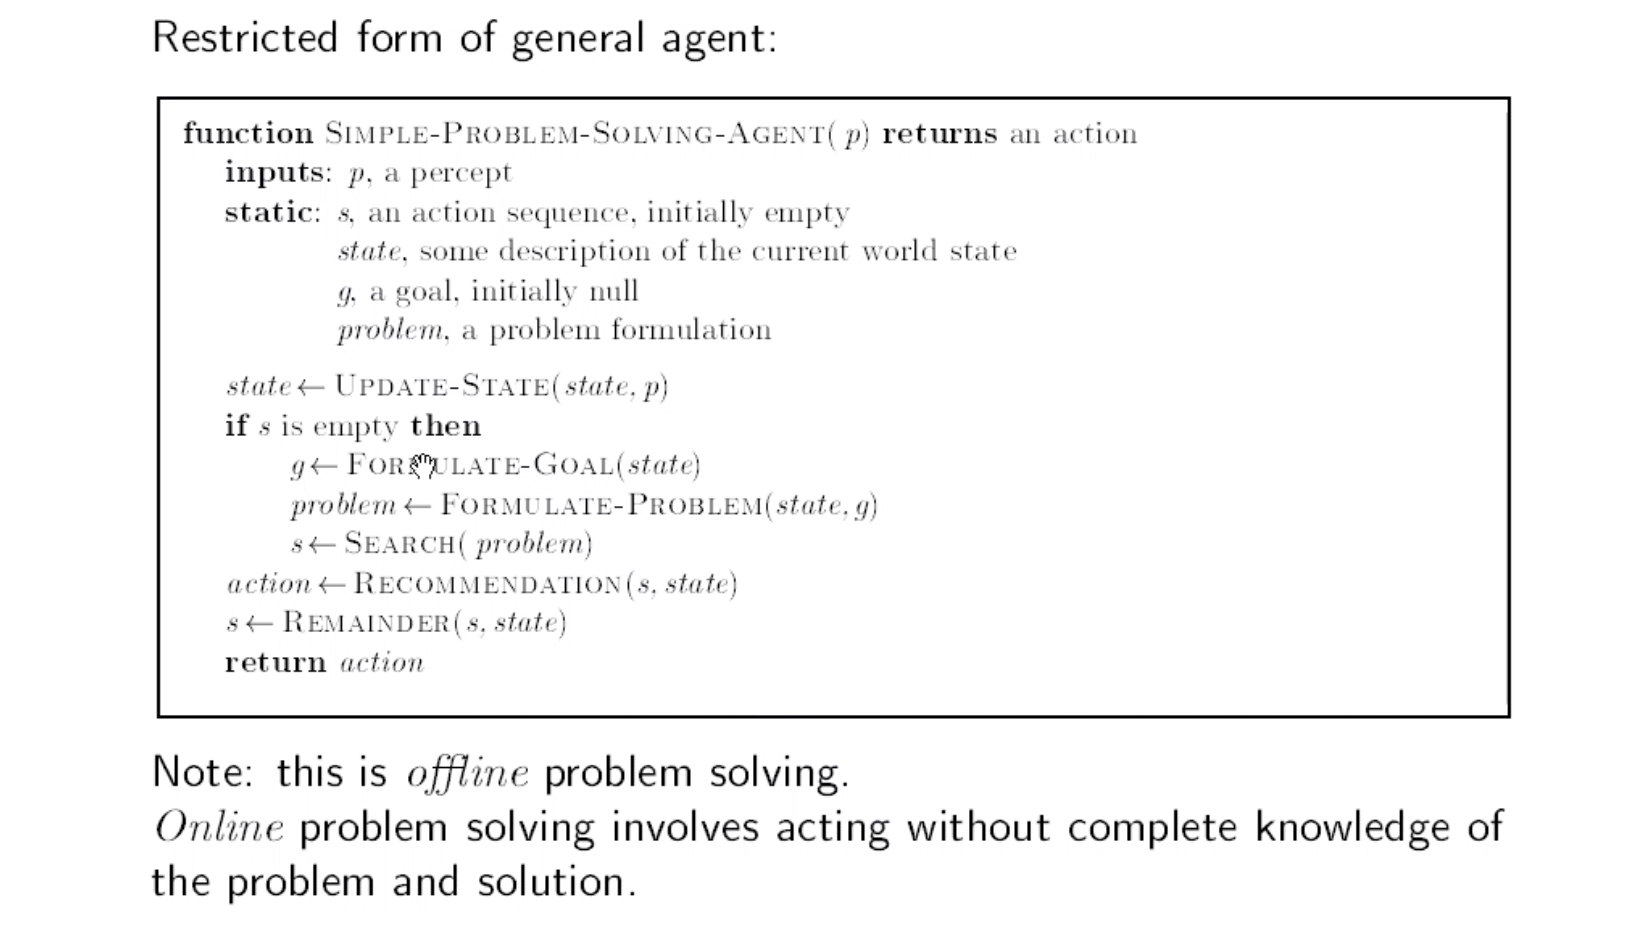 Restricted form of general agent:
function SIMPLE-PROBLEM-SOLVING-AGENT( p) returns an action
inputs: p, a percept
static: s, an action sequence, initially empty
state, some description of the current world state
g, a goal, initially null
problem, a problem formulation
state ← UPDATE-STATE(state, p)
if s is empty then
g ← FORMULATE-GOAL(state)
problem ← FORMULATE-PROBLEM(state, g)
s ← SEARCH( problem)
action ← RECOMMENDATION(s, state)
s ← REMAINDER(s, state)
return action
Note: this is offline problem solving.
Online problem solving involves acting without complete knowledge of
the problem and solution.